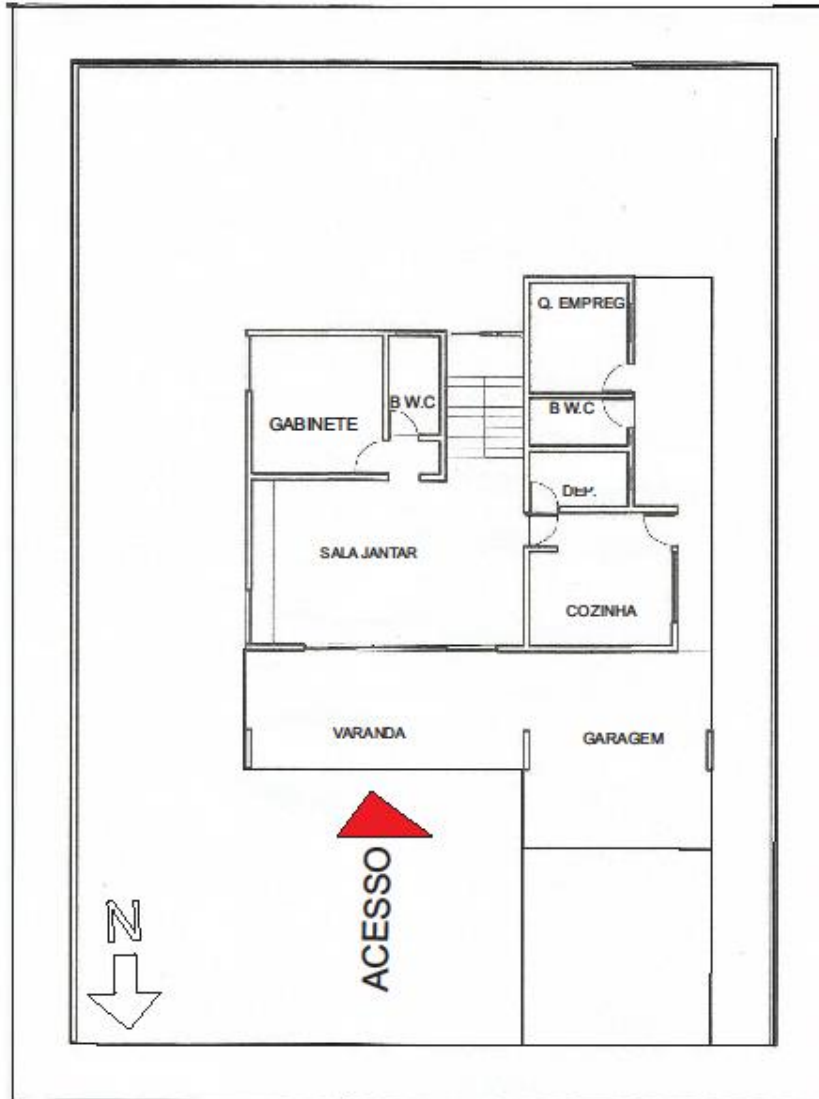 Q. EMPREG.
B W.C
GABINETE
B W.C
DEP.
SALA JANTAR
COZINHA
VARANDA
GARAGEM
ACESSO
N